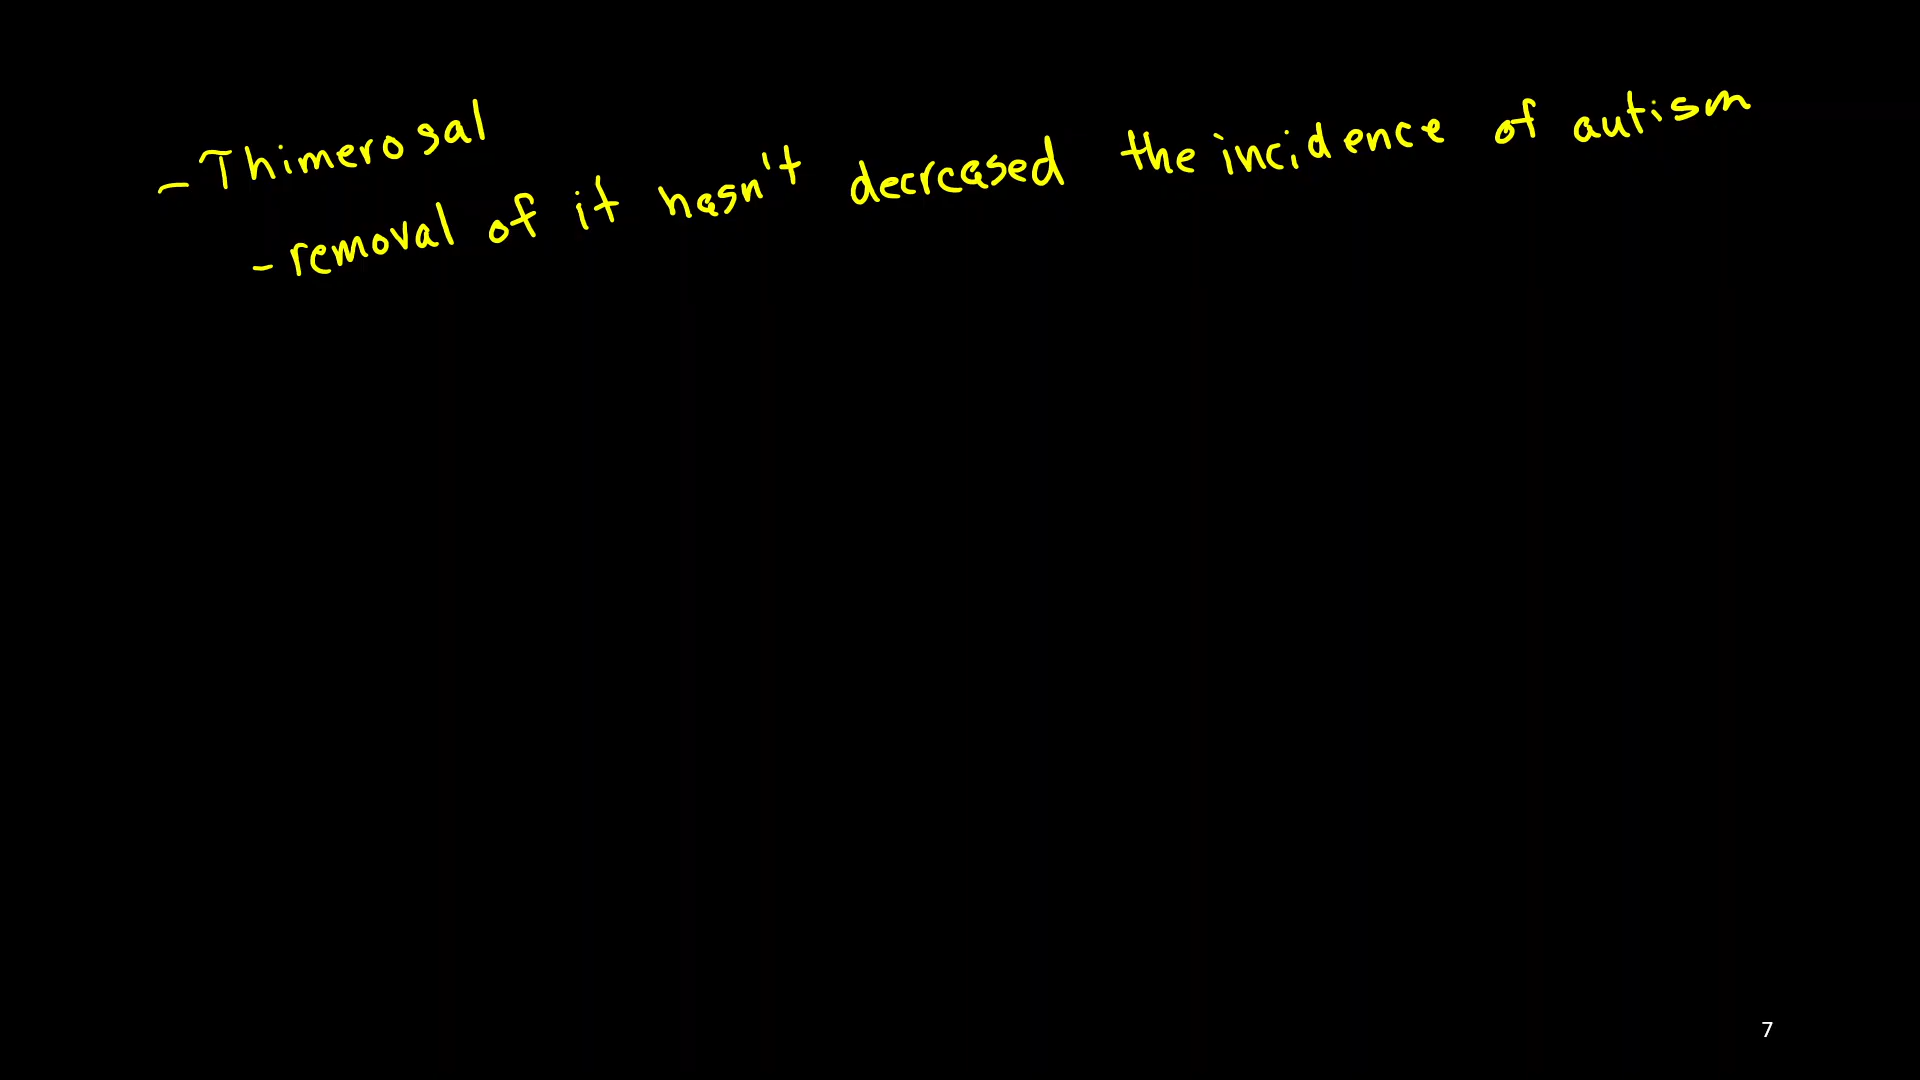 - Thimerosal
- removal of it hasn't decreased the incidence of autism
7